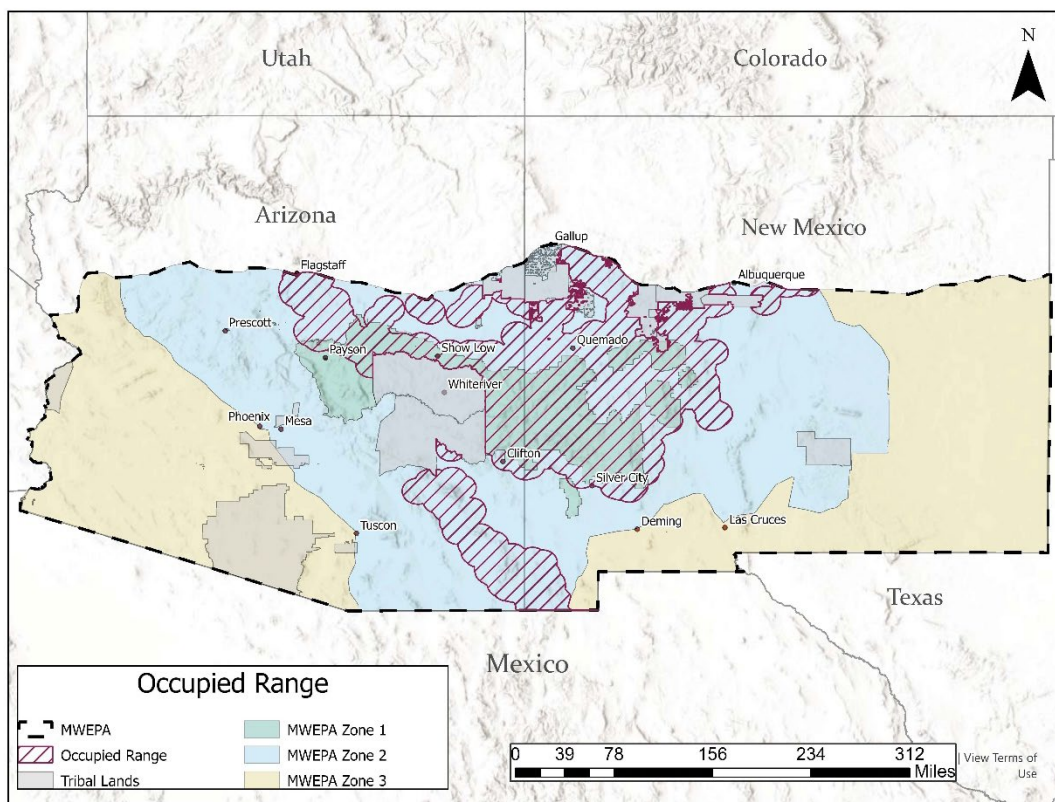 Utah
Colorado
N
Arizona
New Mexico
Gallup
Flagstaff
Albuquerque
Prescott
Payson
Show Low
Quemado
Whiteriver
Phoenix
Mesa
Clifton
Silver City
Tuscon
Deming
Las Cruces
Texas
Mexico
Occupied Range
MWEPA
Occupied Range
Tribal Lands
MWEPA Zone 1
MWEPA Zone 2
MWEPA Zone 3
0 39 78 156 234 312
Miles
View Terms of
Use